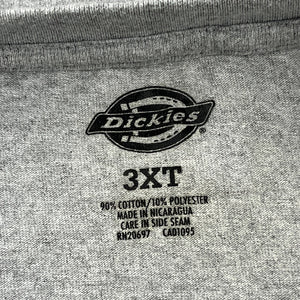 Dickies®
3XT
90% COTTON/10% POLYESTER
MADE IN NICARAGUA
CARE IN SIDE SEAM
RN20697 CA01095